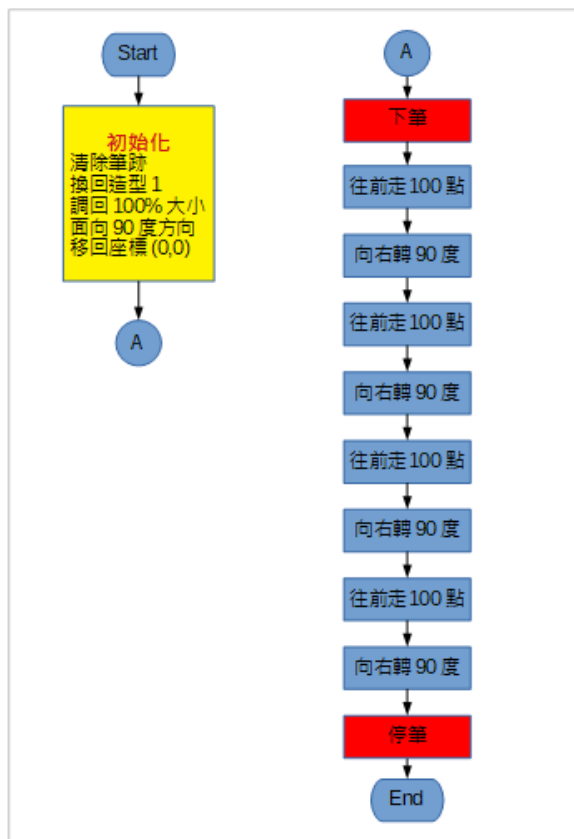 Start
初始化
清除筆跡
換回造型 1
調回 100% 大小
面向 90 度方向
移回座標 (0,0)
A
A
下筆
往前走 100 點
向右轉 90 度
往前走 100 點
向右轉 90 度
往前走 100 點
向右轉 90 度
往前走 100 點
向右轉 90 度
停筆
End